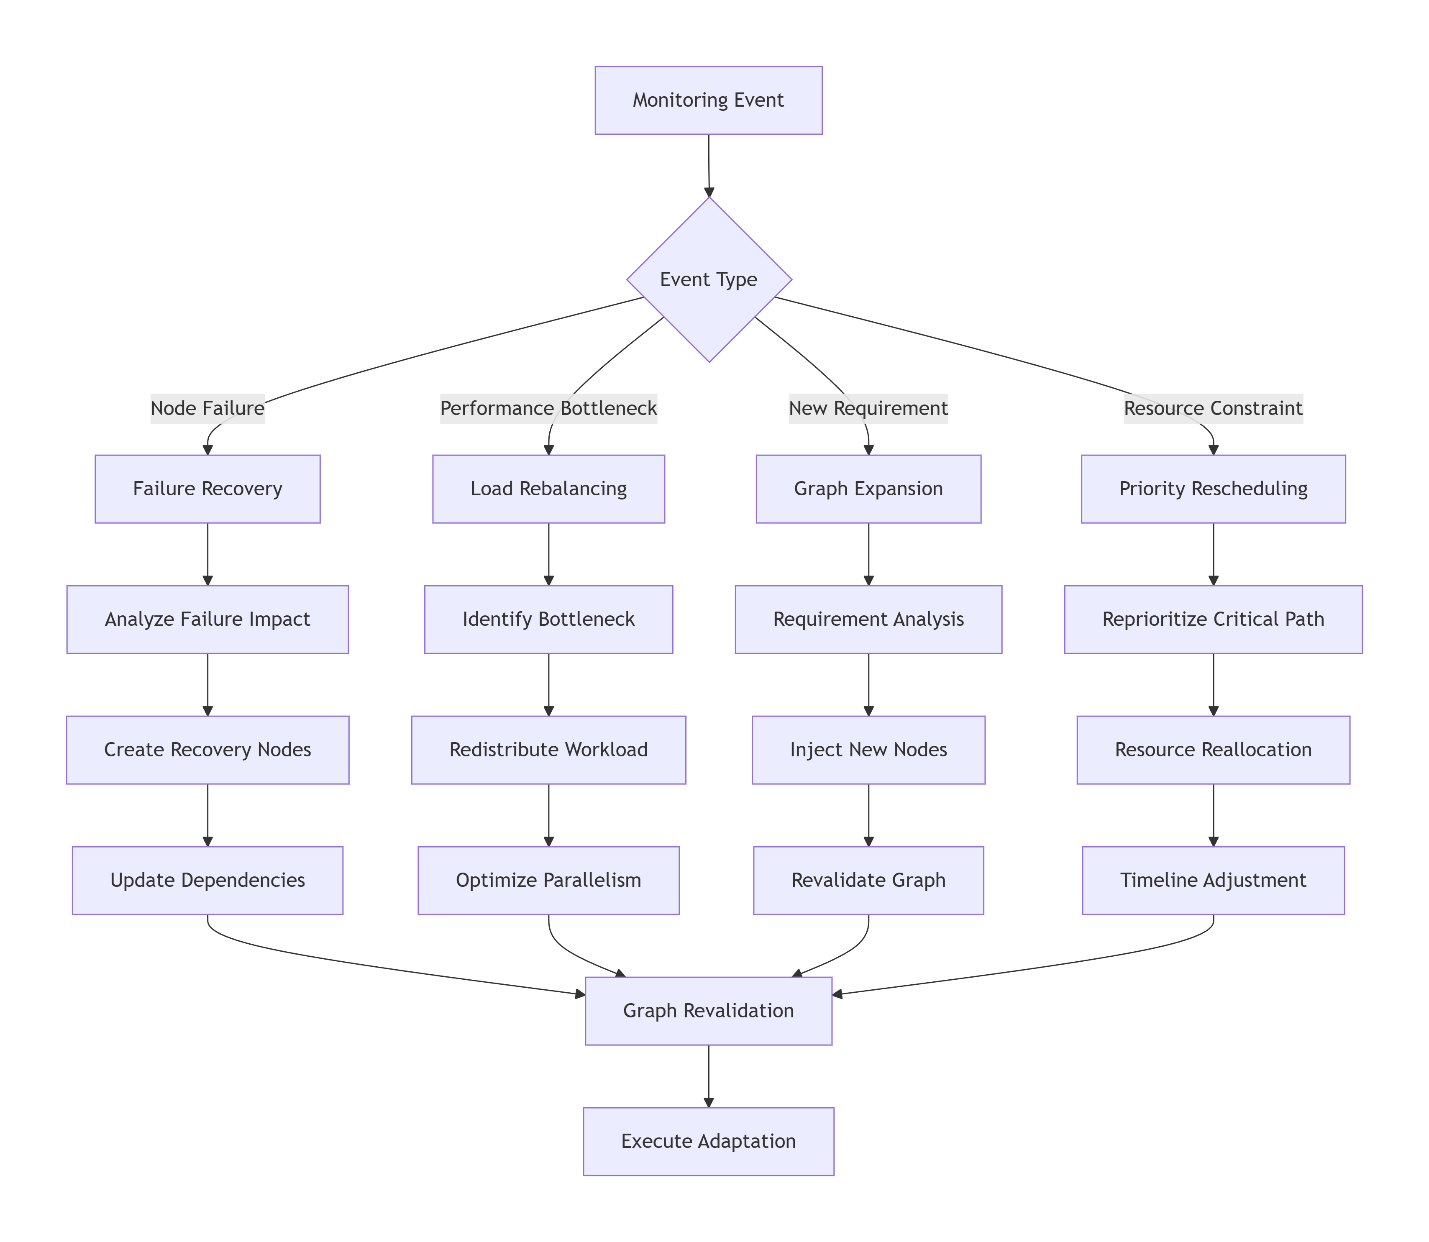 Monitoring Event
Event Type
Node Failure
Performance Bottleneck
New Requirement
Resource Constraint
Failure Recovery
Load Rebalancing
Graph Expansion
Priority Rescheduling
Analyze Failure Impact
Identify Bottleneck
Requirement Analysis
Reprioritize Critical Path
Create Recovery Nodes
Redistribute Workload
Inject New Nodes
Resource Reallocation
Update Dependencies
Optimize Parallelism
Revalidate Graph
Timeline Adjustment
Graph Revalidation
Execute Adaptation